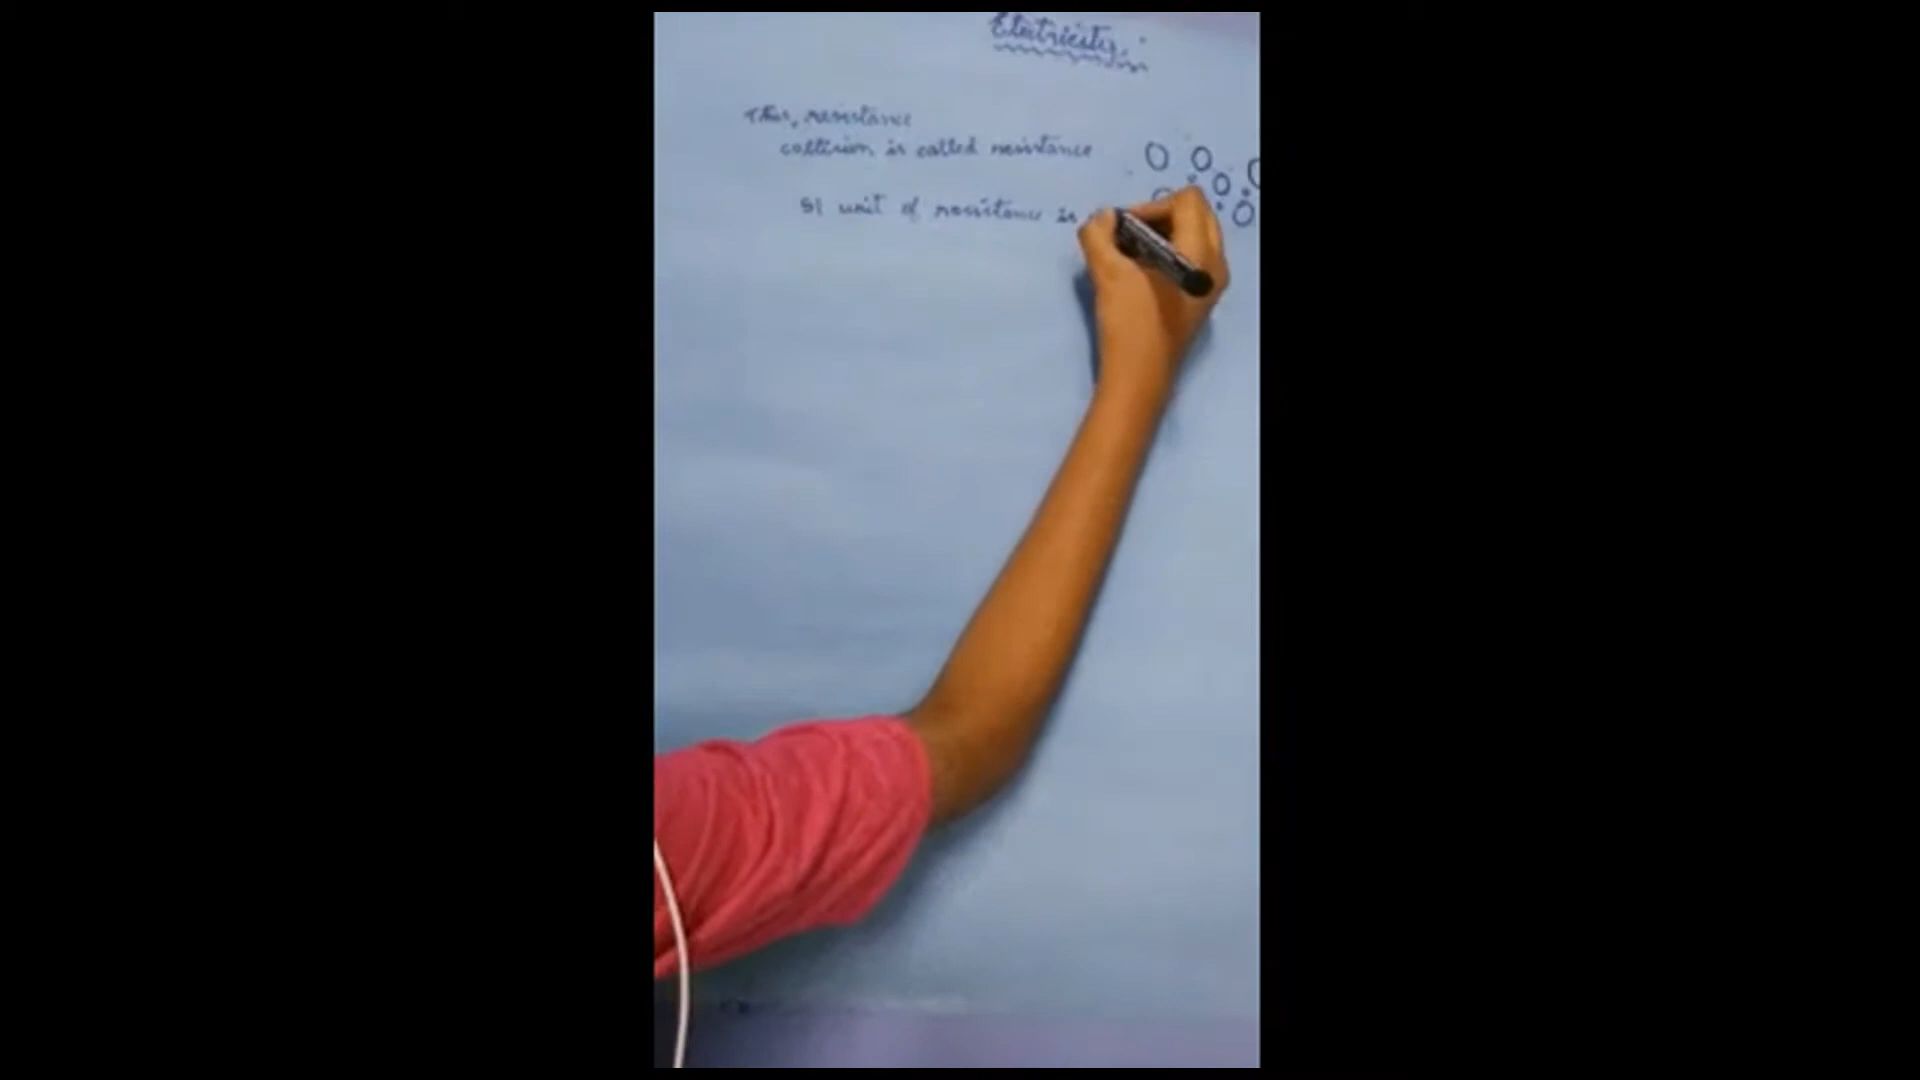 Electricity.
Thus, resistance
collision is called resistance
SI unit of resistance is